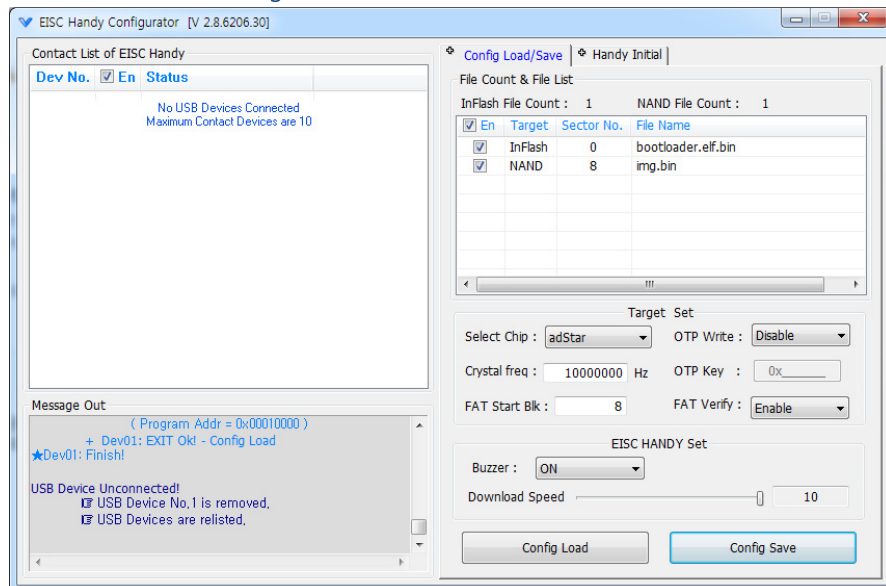 EISC Handy Configurator [V 2.8.6206.30]
Contact List of EISC Handy
Dev No. En Status
No USB Devices Connected
Maximum Contact Devices are 10
Message Out
( Program Addr = 0x00010000 )
+ Dev01: EXIT Ok! - Config Load
★Dev01: Finish!
USB Device Unconnected!
☞ USB Device No.1 is removed.
☞ USB Devices are relisted.
Config Load/Save Handy Initial
File Count & File List
InFlash File Count : 1 NAND File Count : 1
En Target Sector No. File Name
InFlash 0 bootloader.elf.bin
NAND 8 img.bin
Target Set
Select Chip : adStar OTP Write : Disable
Crystal freq : 10000000 Hz OTP Key : 0x______
FAT Start Blk : 8 FAT Verify : Enable
EISC HANDY Set
Buzzer : ON
Download Speed 10
Config Load Config Save